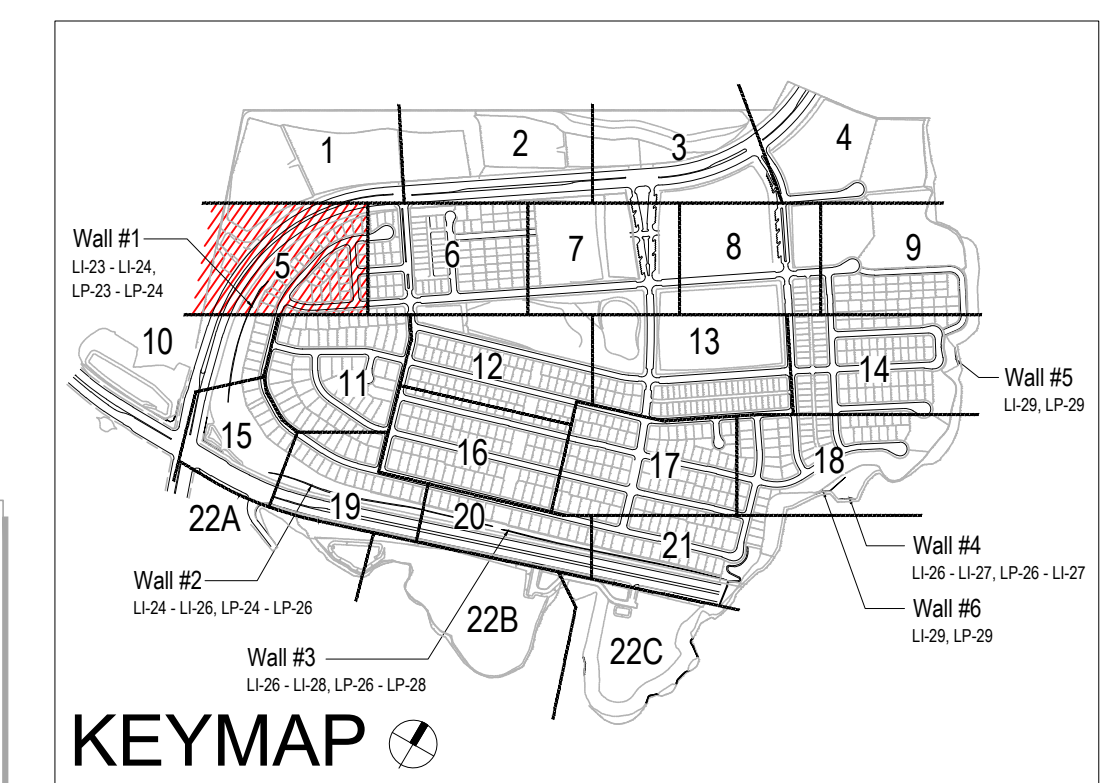 1
2
3
4
Wall #1
LI-23 - LI-24,
LP-23 - LP-24
5
6
7
8
9
10
11
12
13
14
Wall #5
LI-29, LP-29
15
16
17
18
19
20
21
22A
Wall #2
LI-24 - LI-26, LP-24 - LP-26
22B
22C
Wall #4
LI-26 - LI-27, LP-26 - LI-27
Wall #6
LI-29, LP-29
Wall #3
LI-26 - LI-28, LP-26 - LP-28
KEYMAP